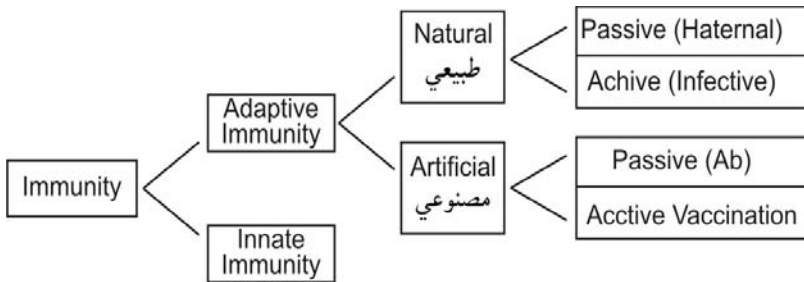 Immunity
Adaptive
Immunity
Innate
Immunity
Natural
طبيعي
Artificial
مصنوعي
Passive (Haternal)
Achive (Infective)
Passive (Ab)
Acctive Vaccination